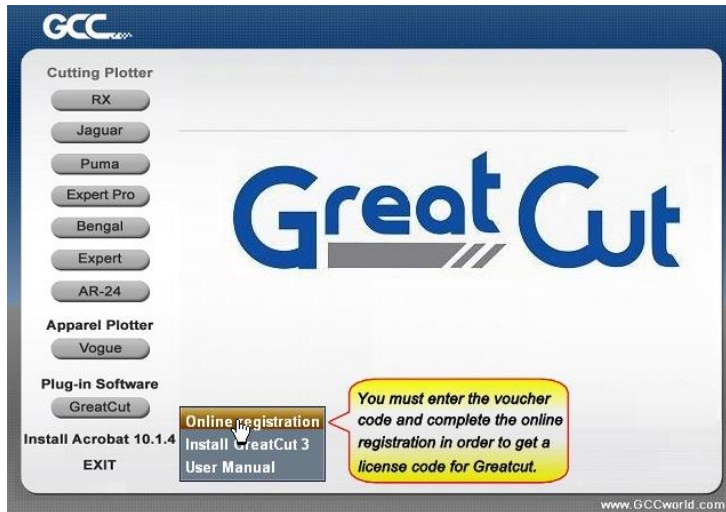 GCC
Cutting Plotter
RX
Jaguar
Puma
Expert Pro
Bengal
Expert
AR-24
Apparel Plotter
Vogue
Plug-in Software
GreatCut
Install Acrobat 10.1.4
EXIT
Great Cut
Online registration
Install GreatCut 3
User Manual
You must enter the voucher
code and complete the online
registration in order to get a
license code for Greatcut.
www.GCCworld.com